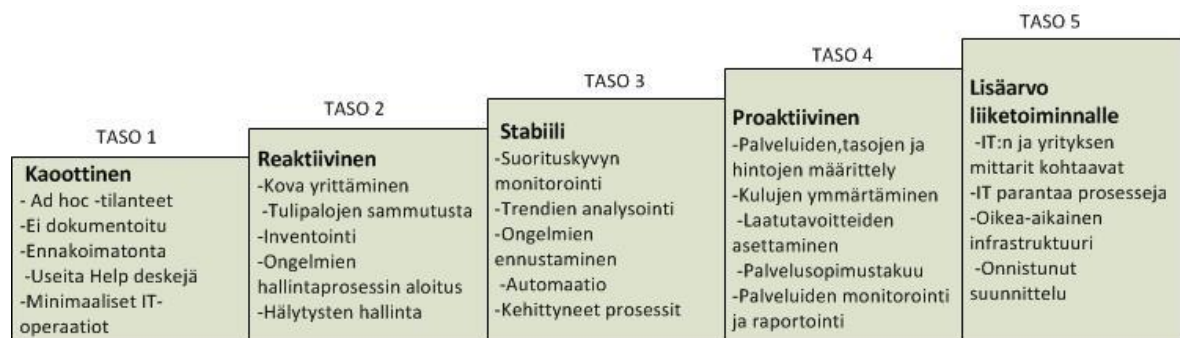 TASO 1
Kaoottinen
- Ad hoc -tilanteet
-Ei dokumentoitu
-Ennakoimatonta
-Useita Help deskejä
-Minimaaliset IT-
operaatiot
TASO 2
Reaktiivinen
-Kova yrittäminen
-Tulipalojen sammutusta
-Inventointi
-Ongelmien
hallintaprosessin aloitus
-Hälytysten hallinta
TASO 3
Stabiili
-Suorituskyvyn
monitorointi
-Trendien analysointi
-Ongelmien
ennustaminen
-Automaatio
-Kehittyneet prosessit
TASO 4
Proaktiivinen
-Palveluiden,tasojen ja
hintojen määrittely
-Kulujen ymmärtäminen
-Laatutavoitteiden
asettaminen
-Palvelusopimustakuu
-Palveluiden monitorointi
ja raportointi
TASO 5
Lisäarvo
liiketoiminnalle
-IT:n ja yrityksen
mittarit kohtaavat
-IT parantaa prosesseja
-Oikea-aikainen
infrastruktuuri
-Onnistunut
suunnittelu